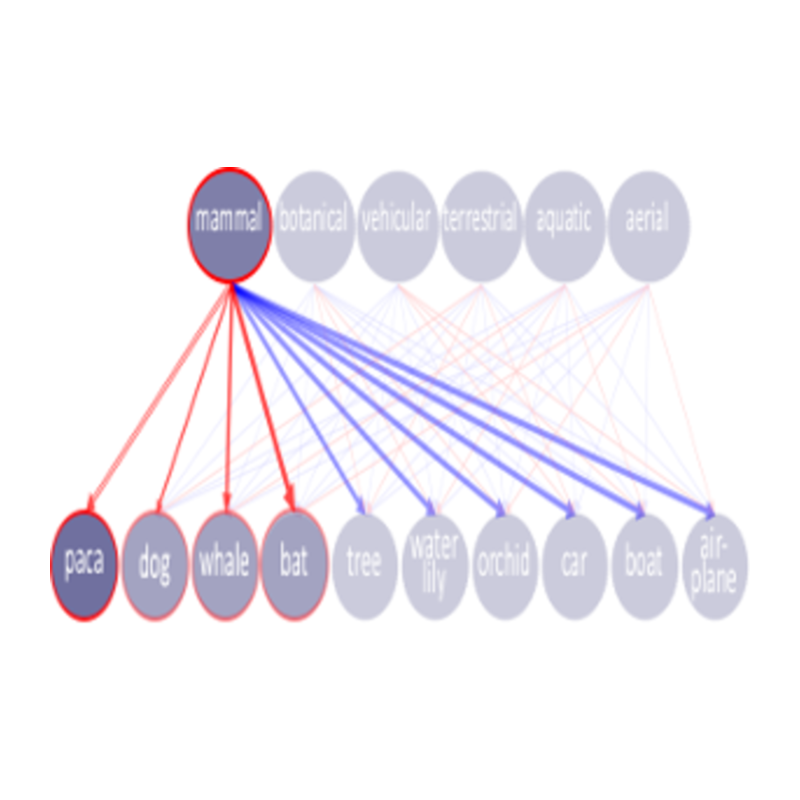 mammal botanical vehicular terrestrial aquatic aerial
paca dog whale bat tree water lily orchid car boat air-plane